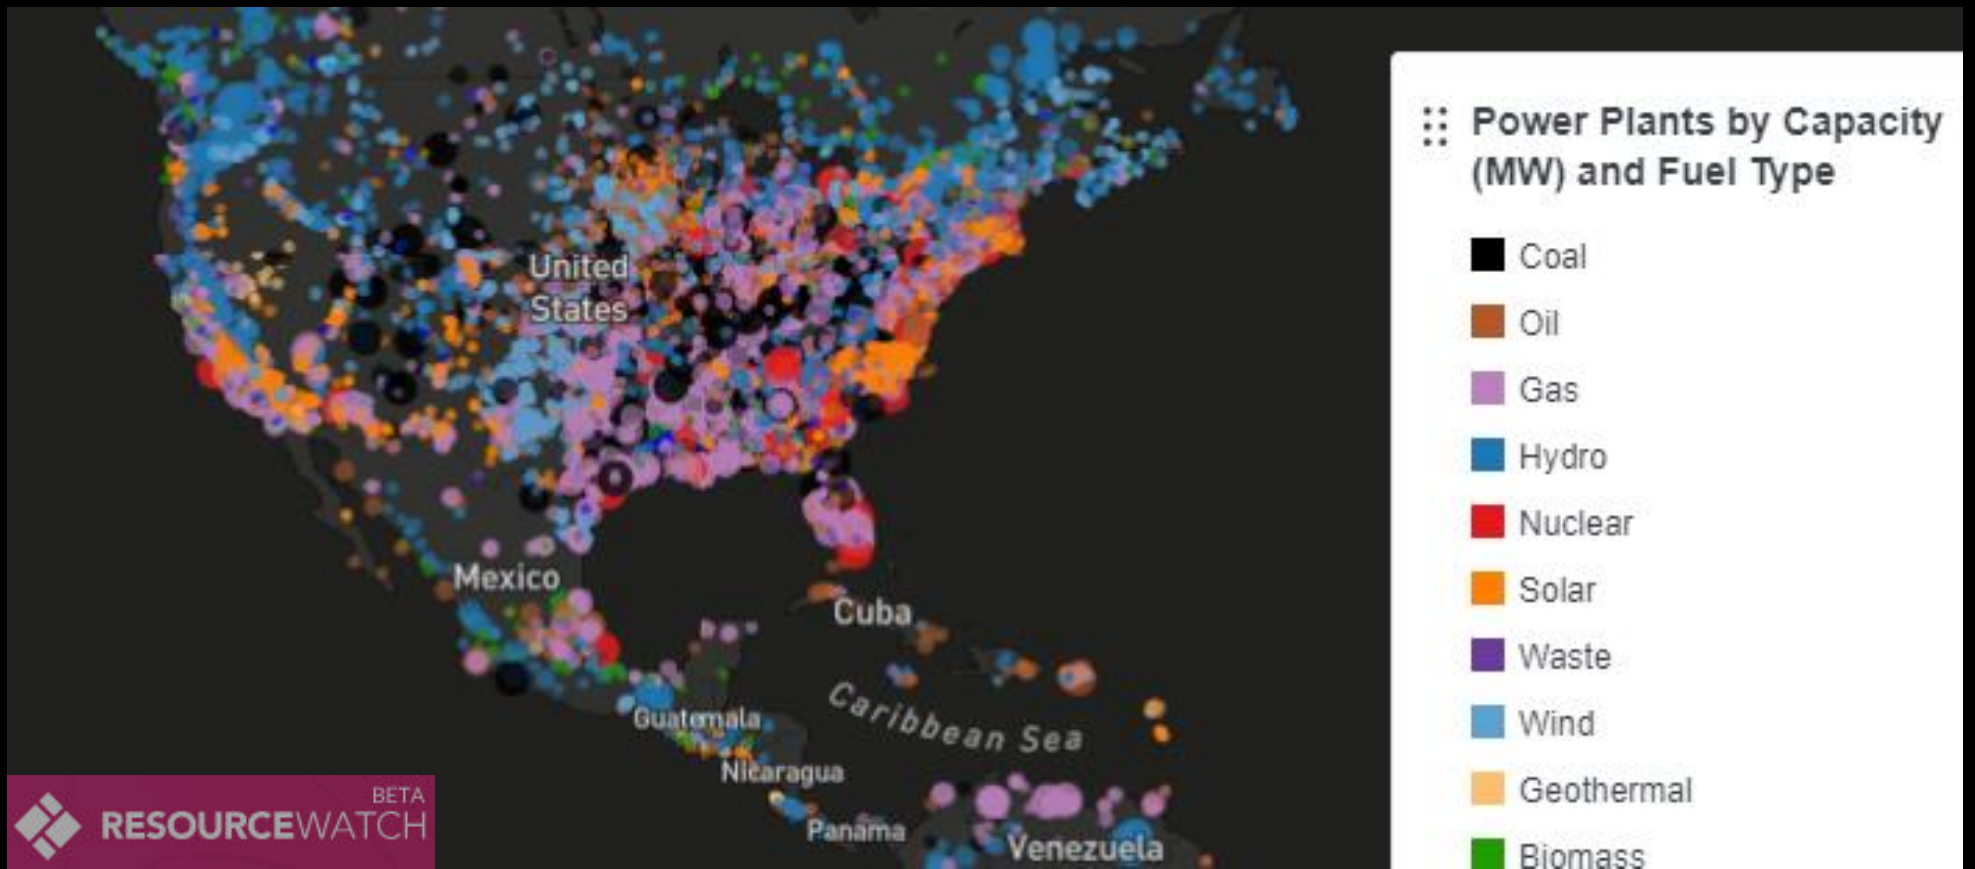 Power Plants by Capacity
(MW) and Fuel Type
Coal
Oil
Gas
Hydro
Nuclear
Solar
Waste
Wind
Geothermal
Biomass
United
States
Mexico
Cuba
Caribbean Sea
Guatemala
Nicaragua
Panama
Venezuela
BETA
RESOURCEWATCH